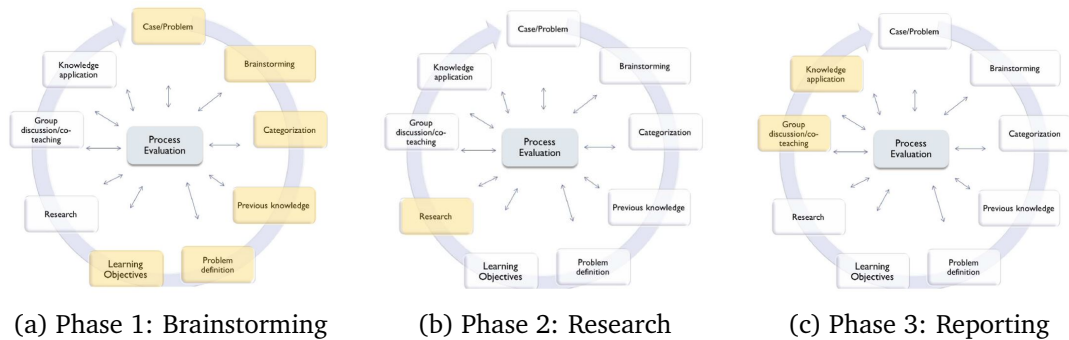 Case/Problem
Brainstorming
Categorization
Previous knowledge
Problem
definition
Learning
Objectives
Research
Group
discussion/co-
teaching
Knowledge
application
Process
Evaluation
(a) Phase 1: Brainstorming
Case/Problem
Brainstorming
Categorization
Previous knowledge
Problem
definition
Learning
Objectives
Research
Group
discussion/co-
teaching
Knowledge
application
Process
Evaluation
(b) Phase 2: Research
Case/Problem
Brainstorming
Categorization
Previous knowledge
Problem
definition
Learning
Objectives
Research
Group
discussion/co-
teaching
Knowledge
application
Process
Evaluation
(c) Phase 3: Reporting